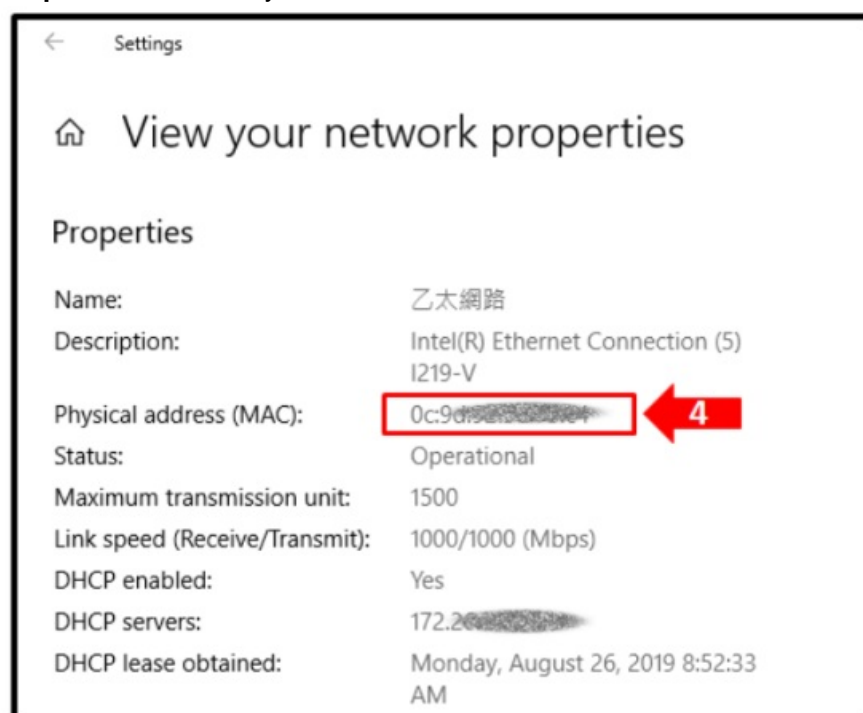 Settings
View your network properties
Properties
Name: 乙太網路
Description: Intel(R) Ethernet Connection (5)
I219-V
Physical address (MAC):
4
Status: Operational
Maximum transmission unit: 1500
Link speed (Receive/Transmit): 1000/1000 (Mbps)
DHCP enabled: Yes
DHCP servers:
DHCP lease obtained: Monday, August 26, 2019 8:52:33
AM